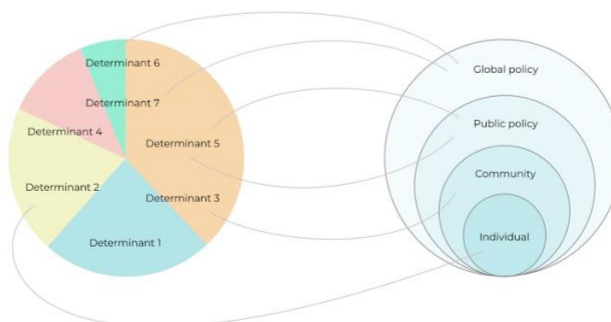 Determinant 6
Determinant 7
Determinant 4
Determinant 5
Determinant 2
Determinant 3
Determinant 1
Global policy
Public policy
Community
Individual